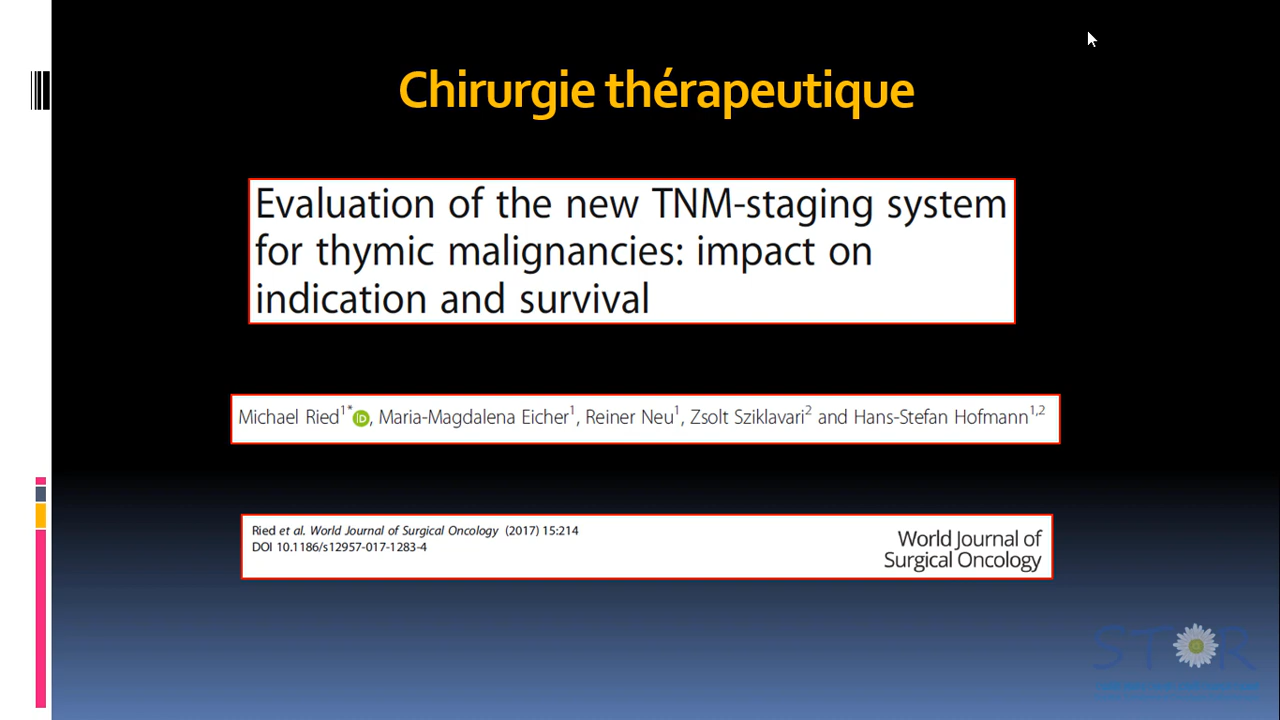 Chirurgie thérapeutique
Evaluation of the new TNM-staging system
for thymic malignancies: impact on
indication and survival
Michael Ried1* iD, Maria-Magdalena Eicher1, Reiner Neu1, Zsolt Sziklavari2 and Hans-Stefan Hofmann1,2
Ried et al. World Journal of Surgical Oncology (2017) 15:214
DOI 10.1186/s12957-017-1283-4
World Journal of
Surgical Oncology
STOR